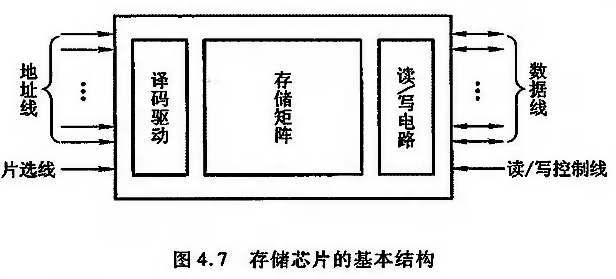 地址线
片选线
译码驱动
存储矩阵
读/写电路
数据线
读/写控制线
图 4.7 存储芯片的基本结构